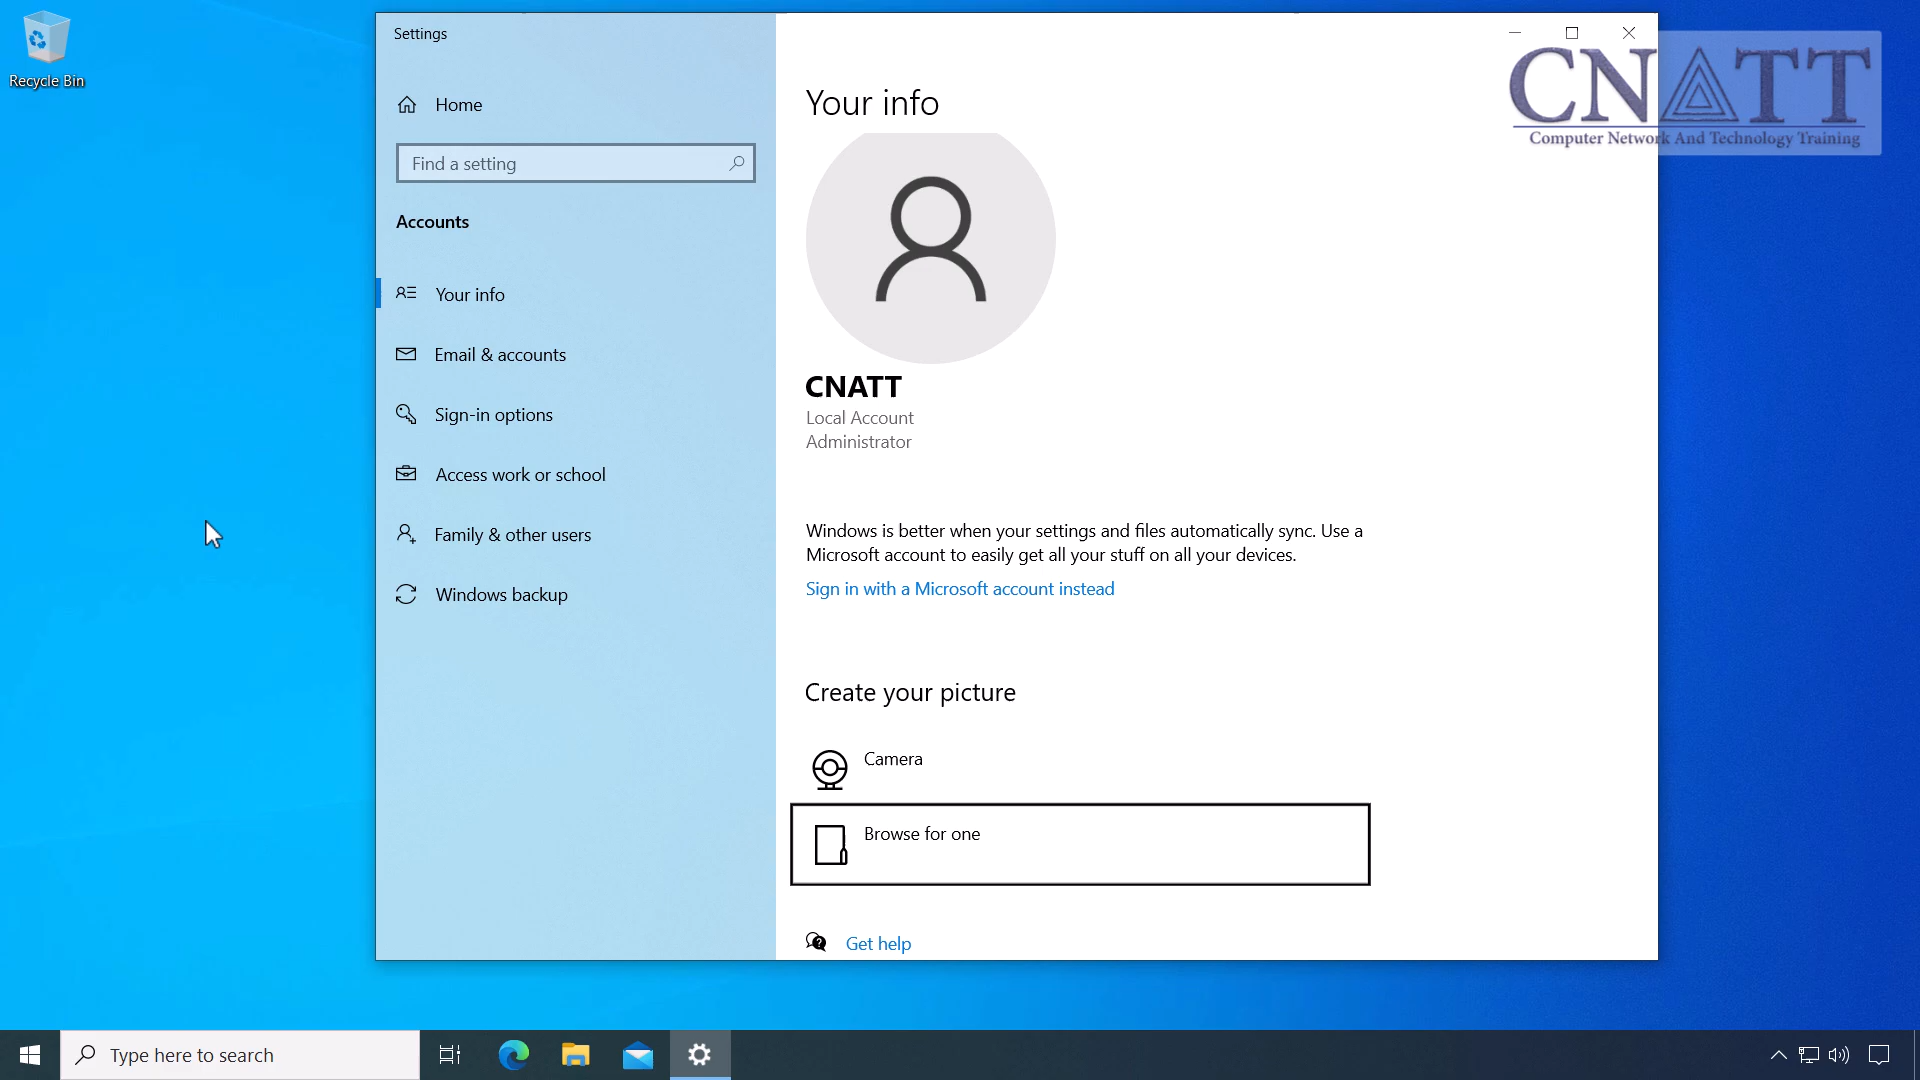 Recycle Bin
Settings
Home
Find a setting
Accounts
Your info
Email & accounts
Sign-in options
Access work or school
Family & other users
Windows backup
Your info
CNATT
Local Account
Administrator
Windows is better when your settings and files automatically sync. Use a
Microsoft account to easily get all your stuff on all your devices.
Sign in with a Microsoft account instead
Create your picture
Camera
Browse for one
Get help
CNATT
Computer Network And Technology Training
Type here to search